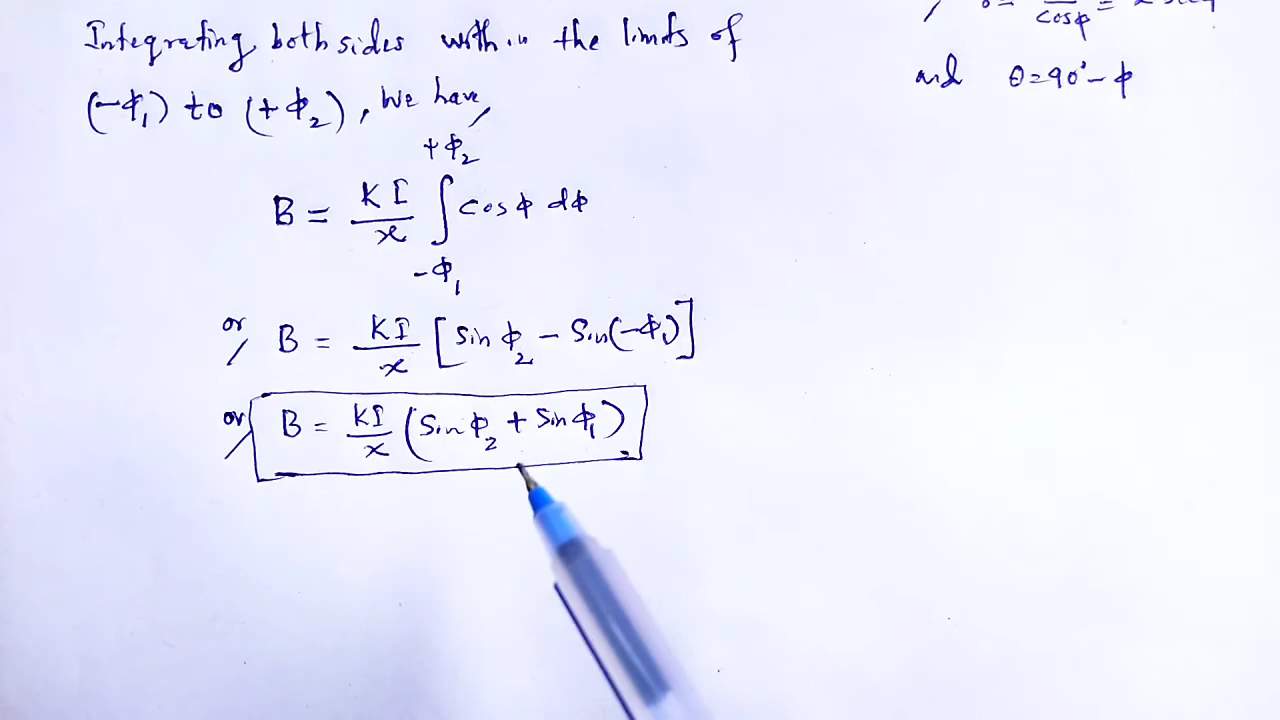 Integrating both sides within the limits of
(-ϕ₁) to (+ϕ₂), we have,
B = KI/x ∫_{-ϕ₁}^{+ϕ₂} cos ϕ dϕ
or, B = KI/x [sin ϕ₂ - Sin(-ϕ₁)]
or, B = KI/x (Sin ϕ₂ + Sin ϕ₁)
cosϕ =
and θ = 90° - ϕ